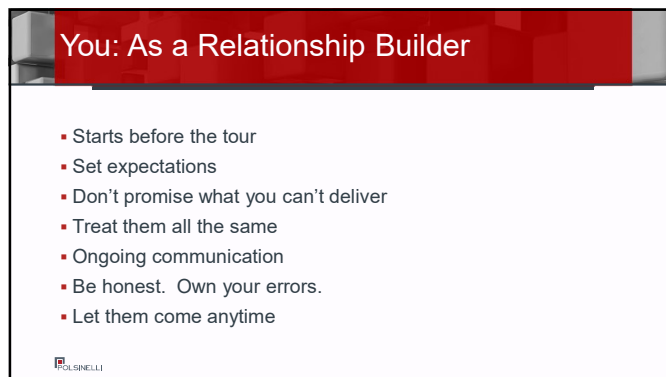 You: As a Relationship Builder
▪ Starts before the tour
▪ Set expectations
▪ Don’t promise what you can’t deliver
▪ Treat them all the same
▪ Ongoing communication
▪ Be honest.  Own your errors.
▪ Let them come anytime
POLSINELLI